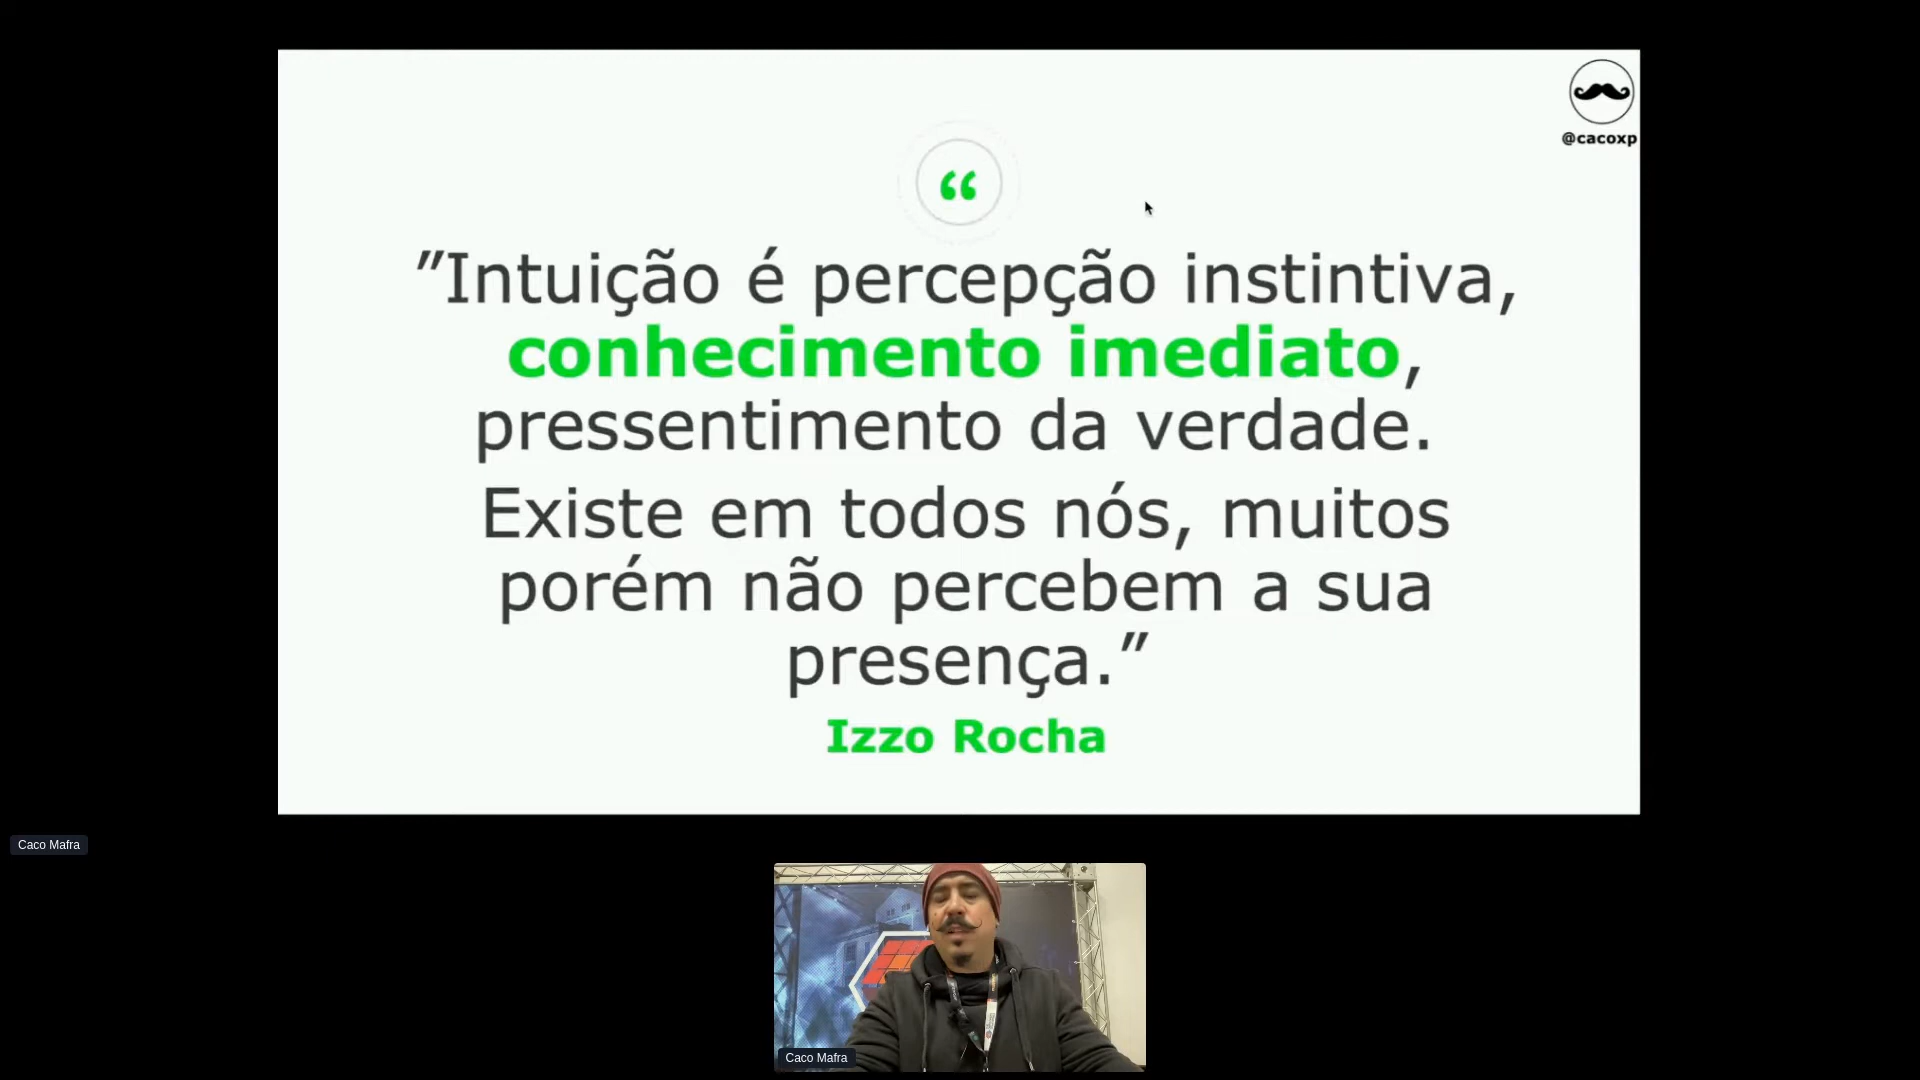 @cacoxp
“
”Intuição é percepção instintiva,
conhecimento imediato,
pressentimento da verdade.
Existe em todos nós, muitos
porém não percebem a sua
presença.”
Izzo Rocha
Caco Mafra
Caco Mafra